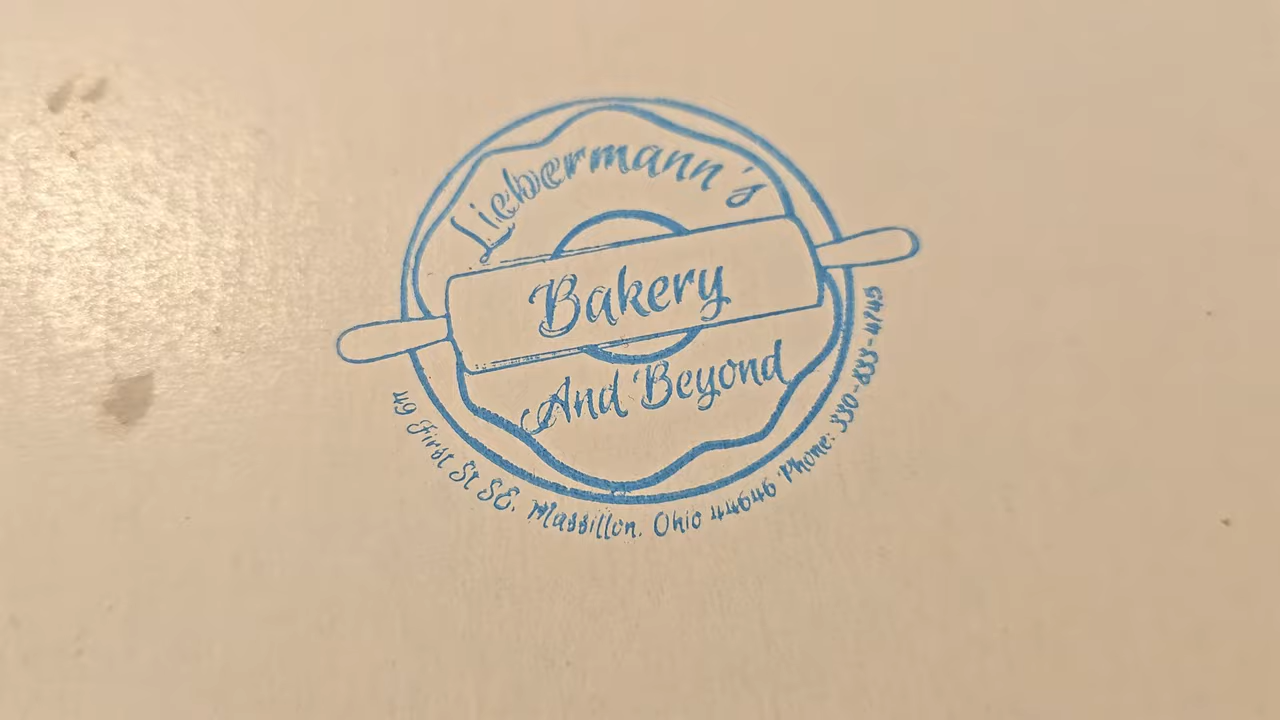 Liebermann's
Bakery
And Beyond
49 First St SE. Massillon. Ohio 44646 Phone: 330-833-4745